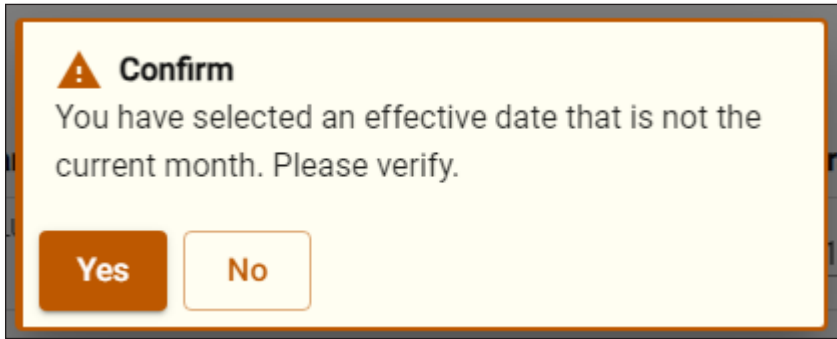 Confirm
You have selected an effective date that is not the
current month. Please verify.
Yes
No